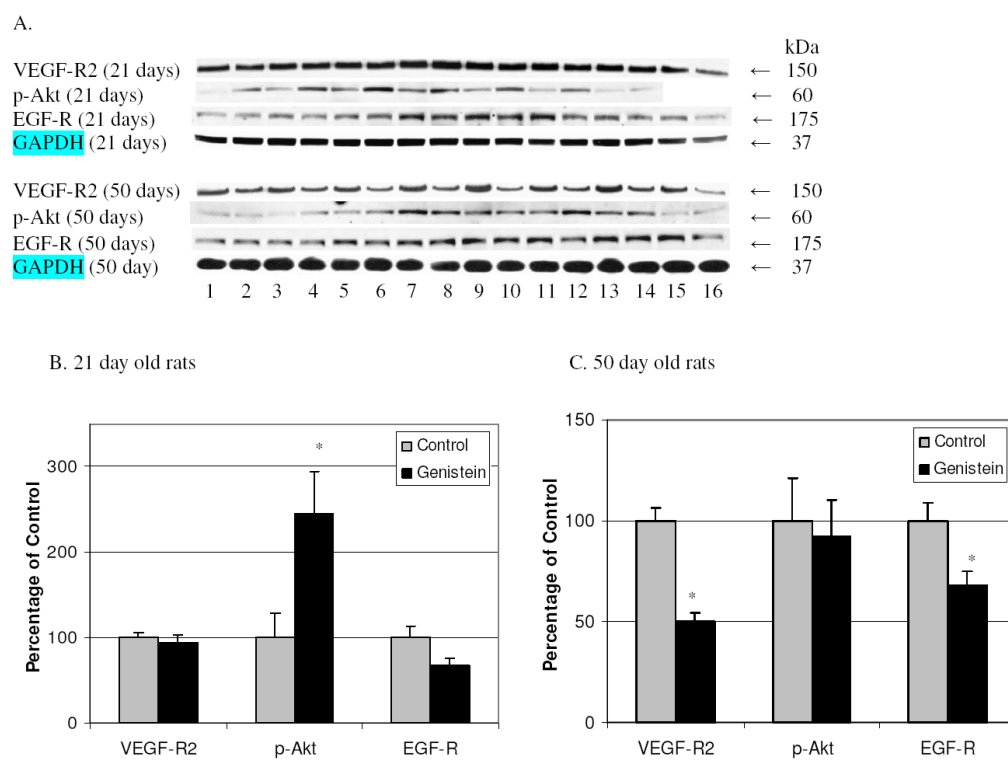 A.
kDa
VEGF-R2 (21 days) ← 150
p-Akt (21 days) ← 60
EGF-R (21 days) ← 175
GAPDH (21 days) ← 37
VEGF-R2 (50 days) ← 150
p-Akt (50 days) ← 60
EGF-R (50 days) ← 175
GAPDH (50 day) ← 37
1 2 3 4 5 6 7 8 9 10 11 12 13 14 15 16
B. 21 day old rats
Percentage of Control
300
200
100
0
*
Control
Genistein
VEGF-R2 p-Akt EGF-R
C. 50 day old rats
Percentage of Control
150
100
50
0
Control
Genistein
*
*
VEGF-R2 p-Akt EGF-R